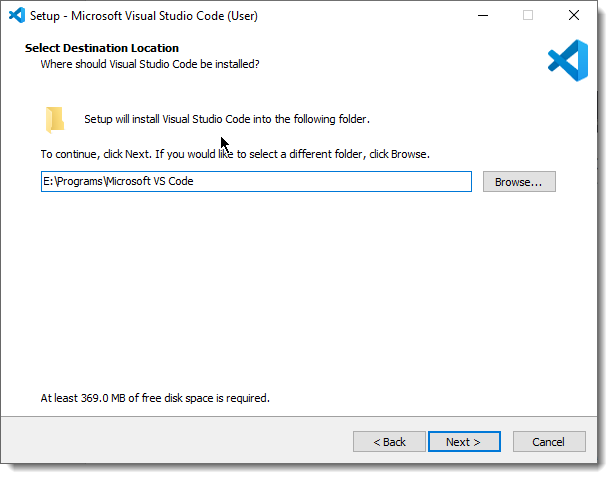 Setup - Microsoft Visual Studio Code (User)
Select Destination Location
Where should Visual Studio Code be installed?
Setup will install Visual Studio Code into the following folder.
To continue, click Next. If you would like to select a different folder, click Browse.
E:\Programs\Microsoft VS Code
Browse...
At least 369.0 MB of free disk space is required.
< Back
Next >
Cancel